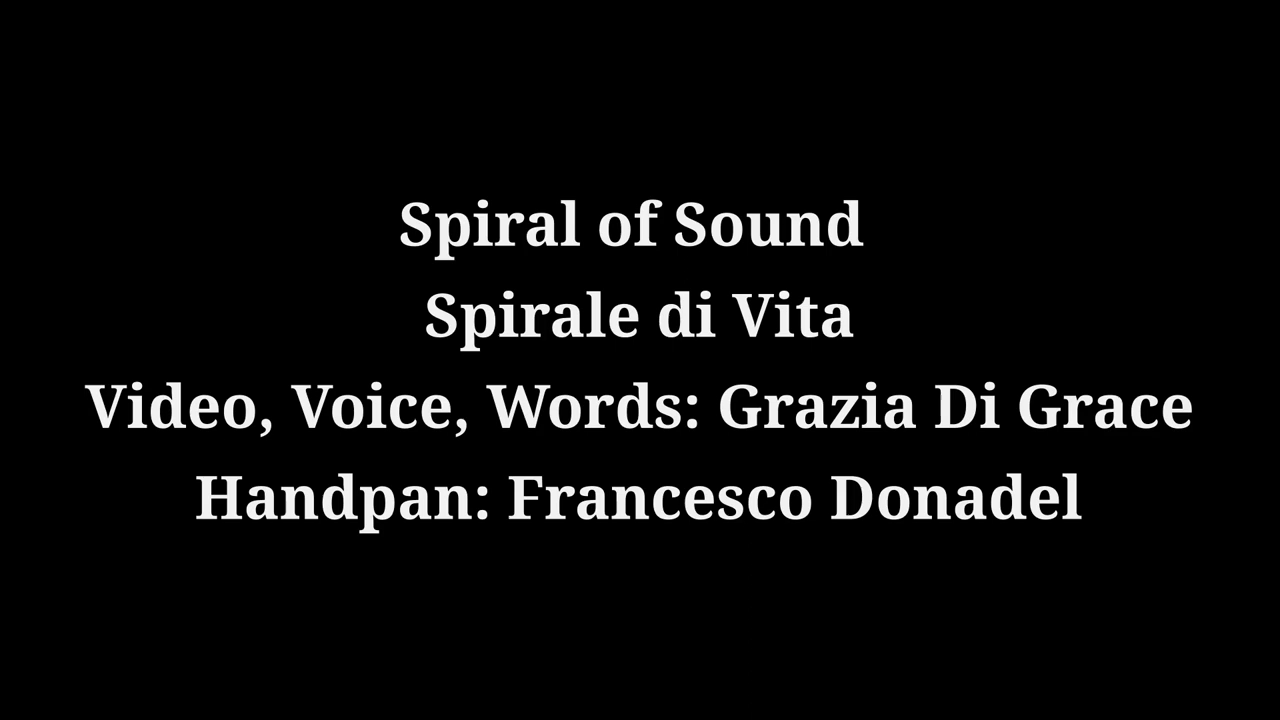 Spiral of Sound
Spirale di Vita
Video, Voice, Words: Grazia Di Grace
Handpan: Francesco Donadel